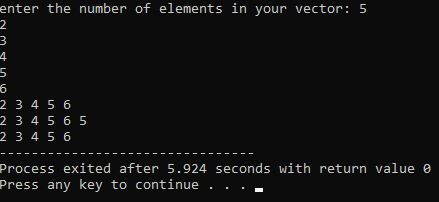 enter the number of elements in your vector: 5
2
3
4
5
6
2 3 4 5 6
2 3 4 5 6 5
2 3 4 5 6
--------------------------------
Process exited after 5.924 seconds with return value 0
Press any key to continue . . .